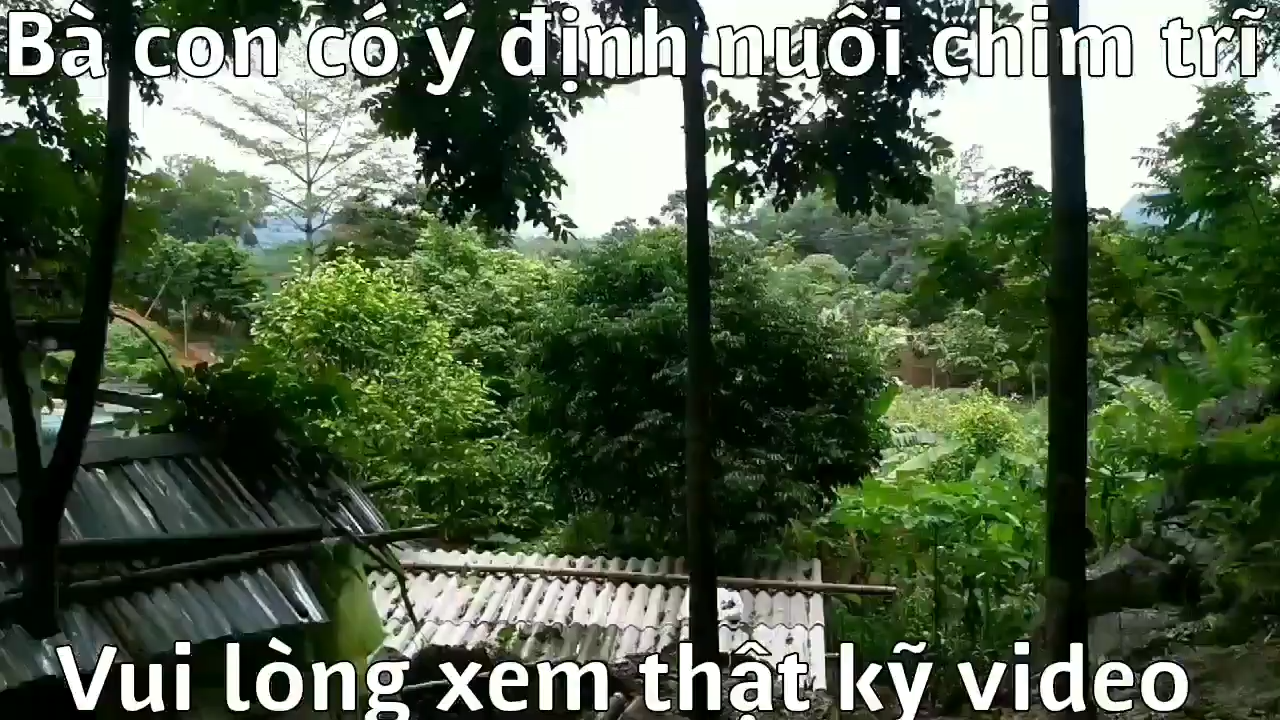 Bà con có ý định nuôi chim trĩ
Vui lòng xem thật kỹ video